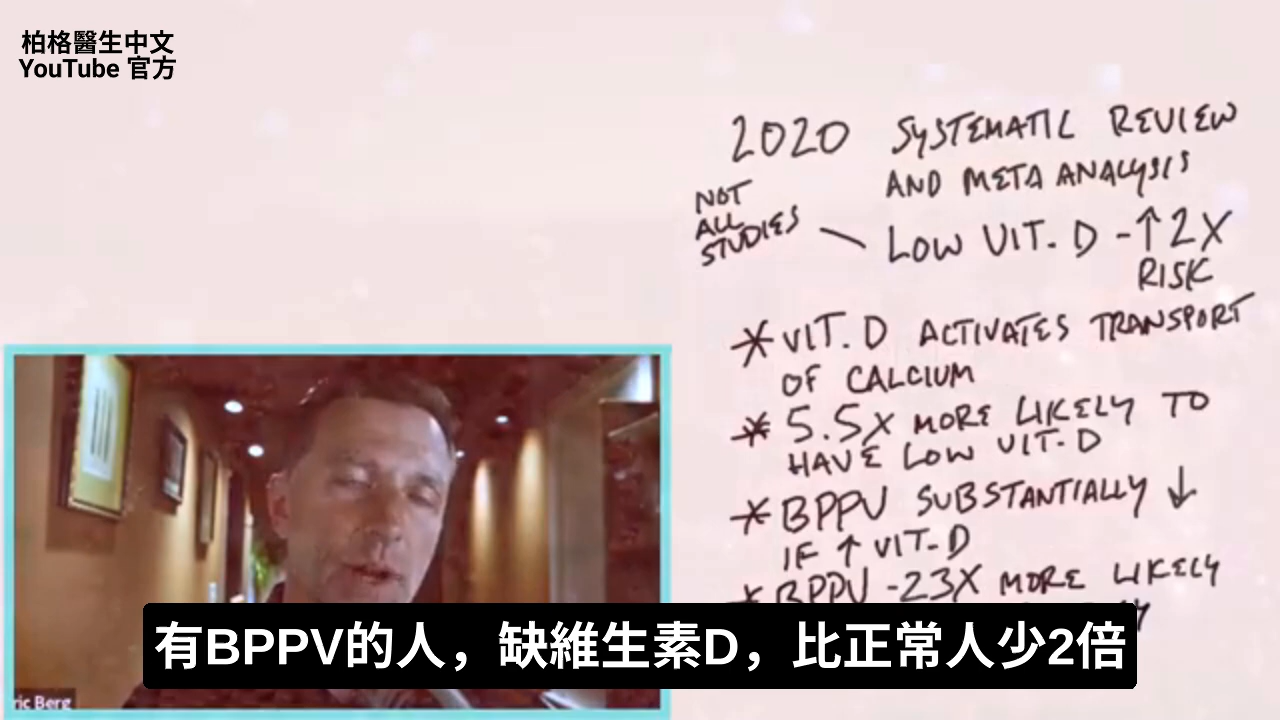 柏格醫生中文
YouTube 官方
2020 SYSTEMATIC REVIEW
AND META ANALYSIS
NOT
ALL
STUDIES
LOW VIT. D - ↑ 2X
RISK
* VIT. D ACTIVATES TRANSPORT
OF CALCIUM
* 5.5X MORE LIKELY TO
HAVE LOW VIT-D
* BPPV SUBSTANTIALLY ↓
IF ↑ VIT-D
* BPPV -23X MORE LIKELY
有BPPV的人，缺維生素D，比正常人少2倍
ric Berg